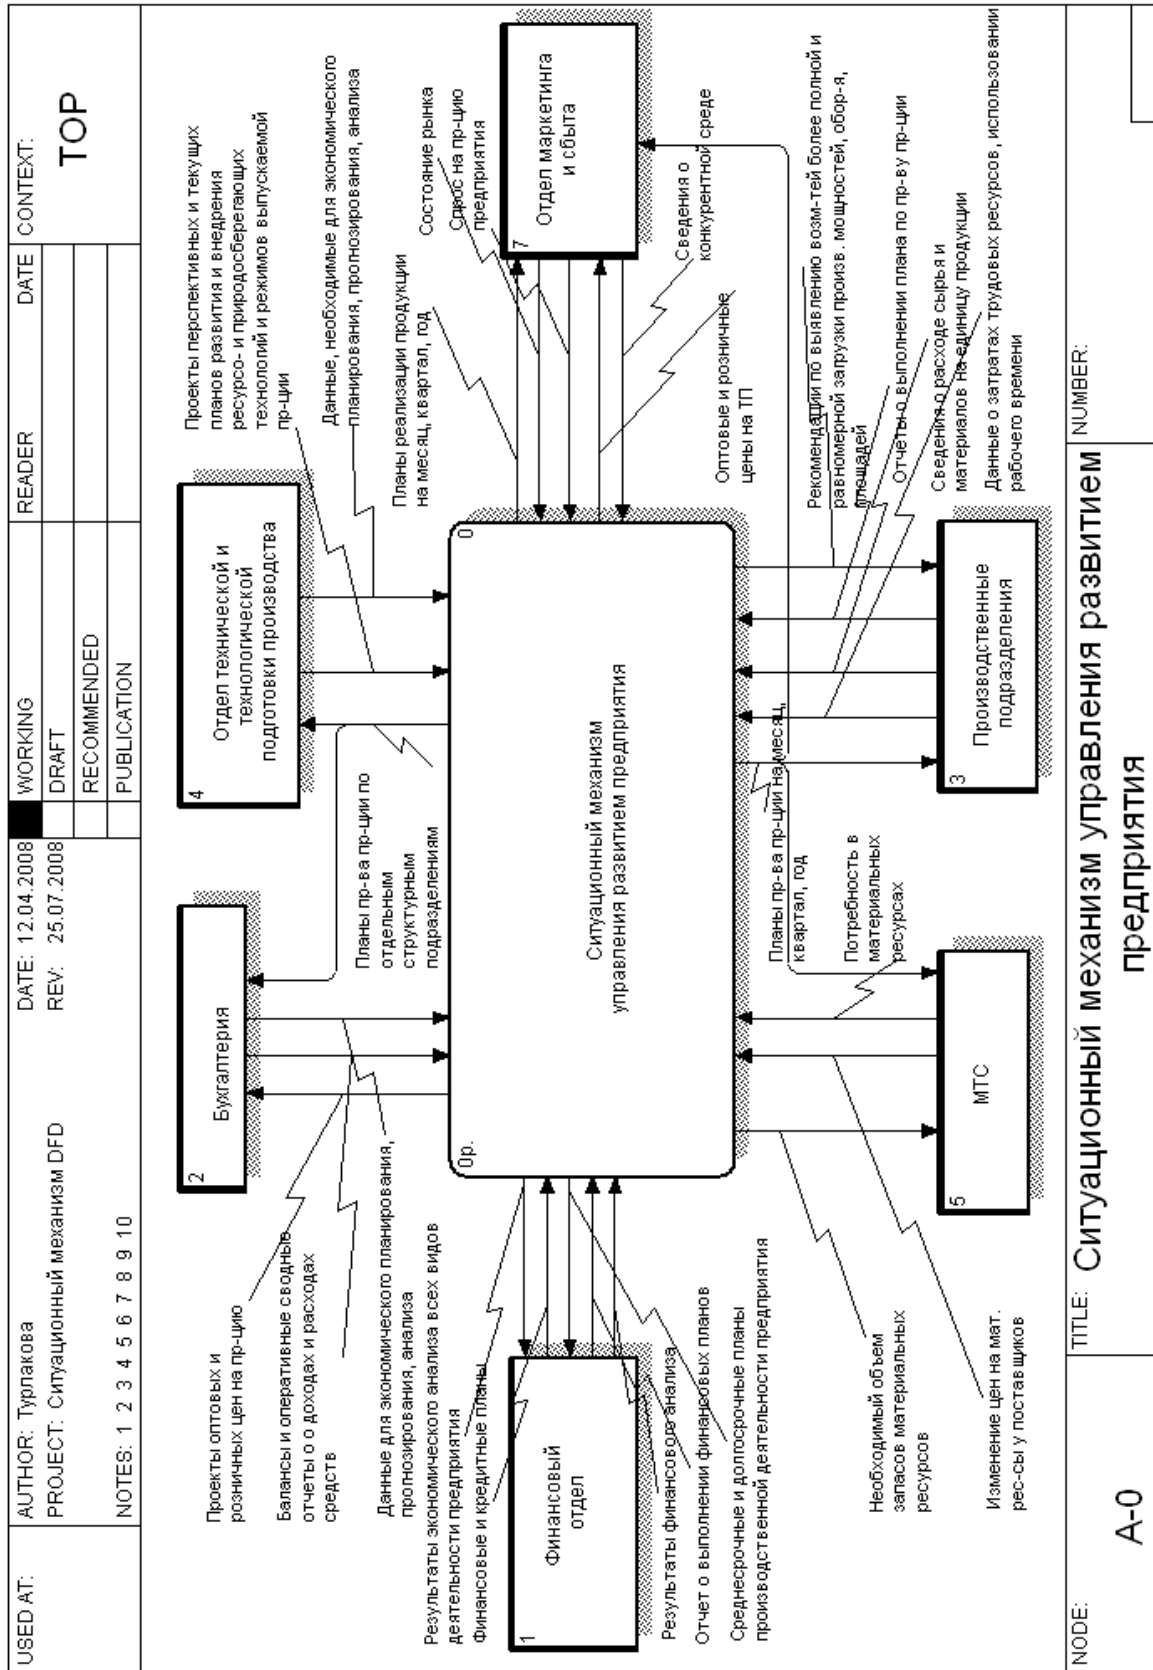 USED AT:
AUTHOR: Турлакова
PROJECT: Ситуационный механизм DFD
NOTES: 1 2 3 4 5 6 7 8 9 10
DATE: 12.04.2008
REV: 25.07.2008
WORKING
DRAFT
RECOMMENDED
PUBLICATION
READER
DATE
CONTEXT:
TOP
2
Бухгалтерия
4
Отдел технической и
технологической
подготовки производства
Проекты перспективных и текущих
планов развития и внедрения
ресурсо- и природосберегающих
технологий и режимов выпускаемой
пр-ции
Данные, необходимые для экономического
планирования, прогнозирования, анализа
Проекты оптовых и
розничных цен на пр-цию
Балансы и оперативные сводные
отчеты о о доходах и расходах
средств
Данные для экономического планирования,
прогнозирования, анализа
Планы пр-ва пр-ции по
отдельным
структурным
подразделениям
Планы реализации продукции
на месяц, квартал, год
Состояние рынка
Спрос на пр-цию
предприятия
Результаты экономического анализа всех видов
деятельности предприятия
Финансовые и кредитные планы
1
Финансовый
отдел
0р.
0
Ситуационный механизм
управления развитием предприятия
7
Отдел маркетинга
и сбыта
Сведения о
конкурентной среде
Оптовые и розничные
цены на ТП
Результаты финансового анализа
Отчет о выполнении финансовых планов
Среднесрочные и долгосрочные планы
производственной деятельности предприятия
Планы пр-ва пр-ции на месяц,
квартал, год
Потребность в
материальных
ресурсах
Рекомендации по выявлению возм-тей более полной и
равномерной загрузки произв. мощностей, обор-я,
площадей
Отчеты о выполнении плана по пр-ву пр-ции
Сведения о расходе сырья и
материалов на единицу продукции
Данные о затратах трудовых ресурсов, использовании
рабочего времени
Необходимый объем
запасов материальных
ресурсов
Изменение цен на мат.
рес-сы у поставщиков
5
МТС
3
Производственные
подразделения
NODE:
A-0
TITLE:
Ситуационный механизм управления развитием
предприятия
NUMBER: